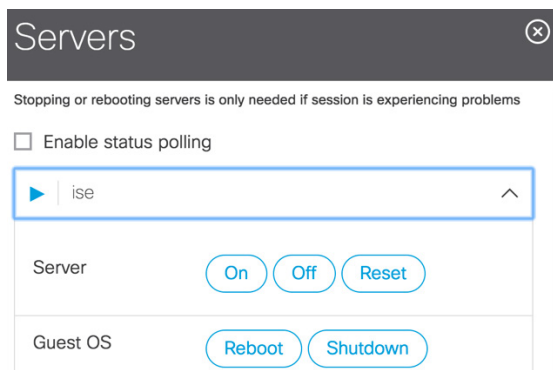 Servers
Stopping or rebooting servers is only needed if session is experiencing problems
Enable status polling
ise
Server On Off Reset
Guest OS Reboot Shutdown